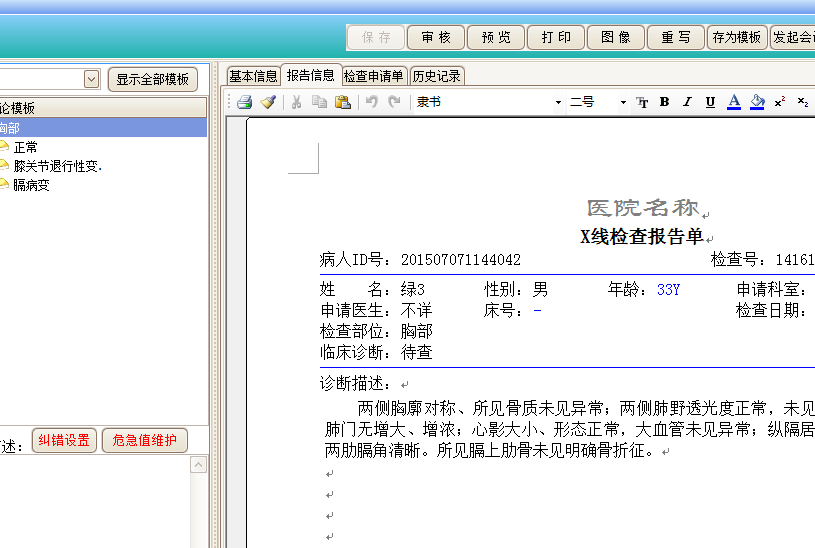 保存 审核 预览 打印 图像 重写 存为模板 发起会
显示全部模板
基本信息 报告信息 检查申请单 历史记录
论模板
隶书 二号 Tr B I U A x² x₂
胸部
正常
膝关节退行性变.
膈病变
医院名称
X线检查报告单
病人ID号：201507071144042 检查号：14161
姓 名：绿3 性别：男 年龄：33Y 申请科室：
申请医生：不详 床号：- 检查日期：
检查部位：胸部
临床诊断：待查
诊断描述：
两侧胸廓对称、所见骨质未见异常；两侧肺野透光度正常，未见
肺门无增大、增浓；心影大小、形态正常，大血管未见异常；纵隔居
两肋膈角清晰。所见膈上肋骨未见明确骨折征。
述： 纠错设置 危急值维护